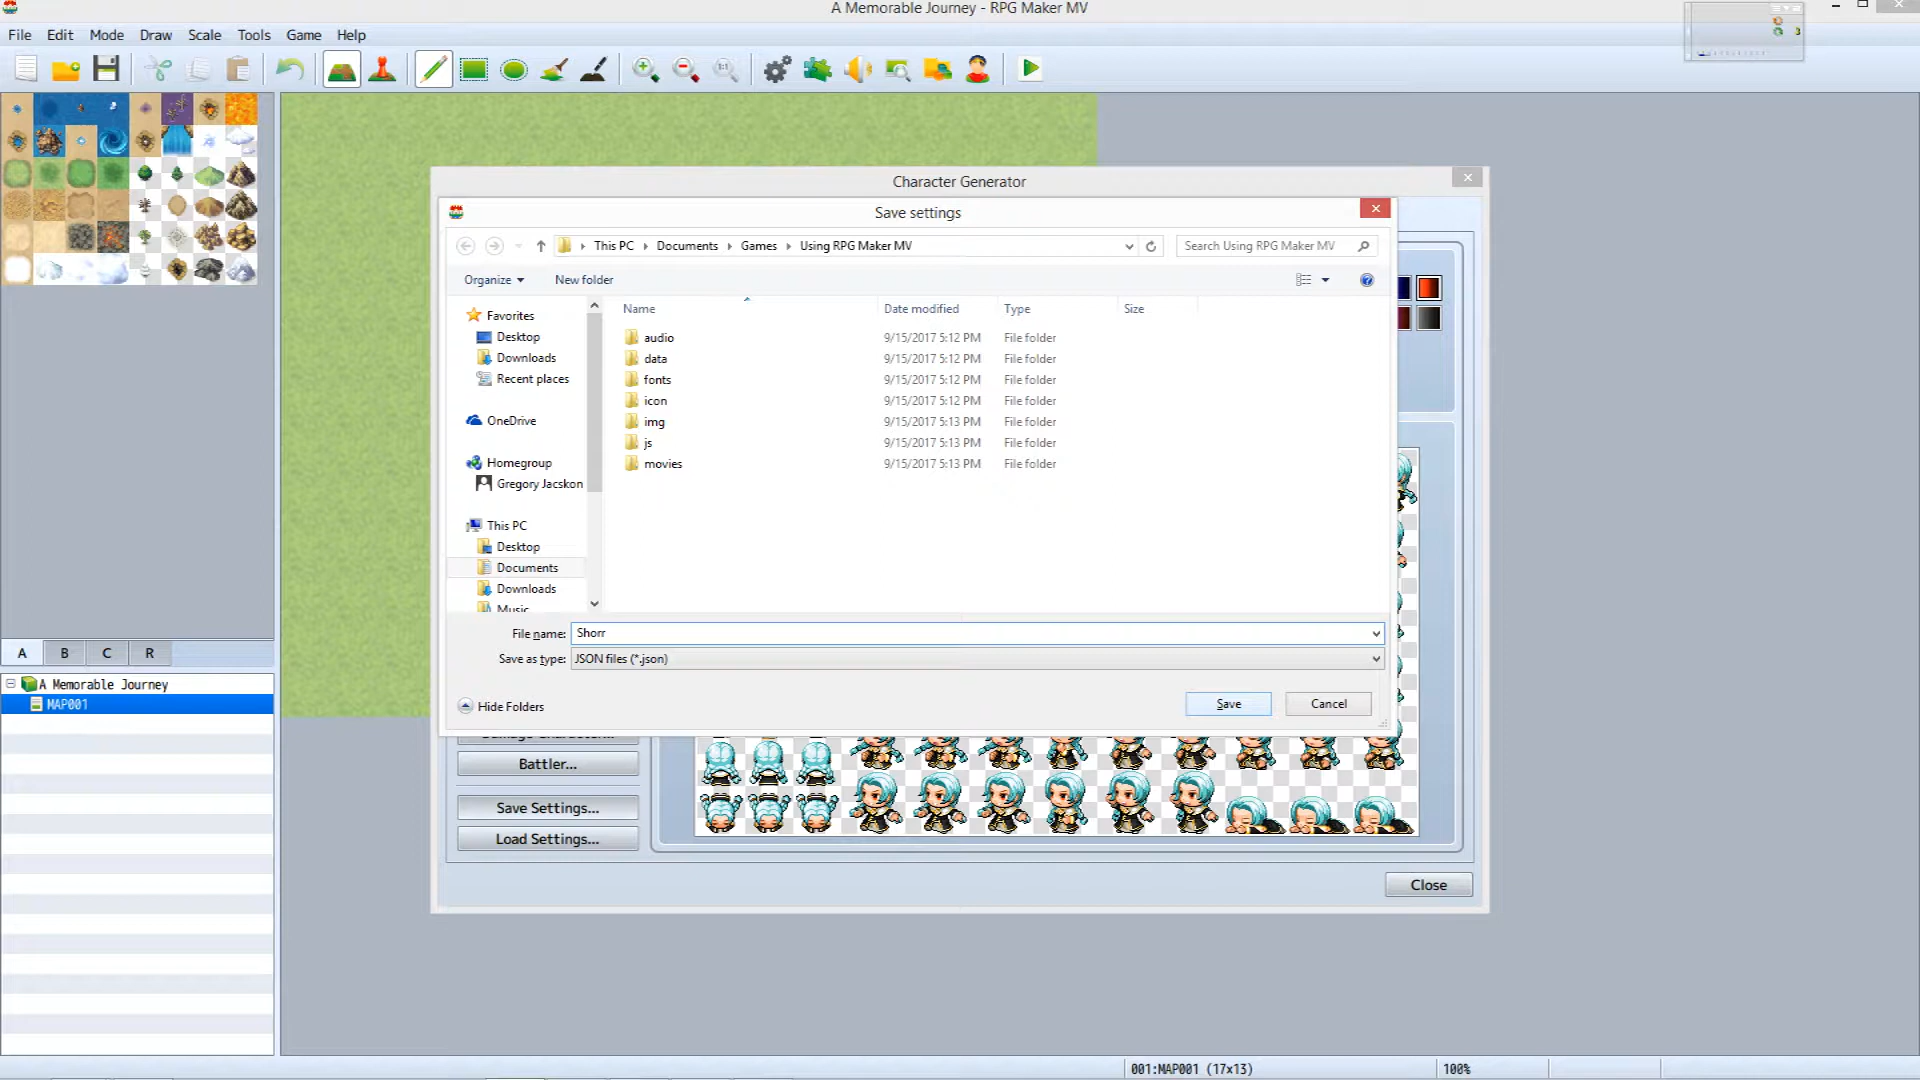 A Memorable Journey - RPG Maker MV
File Edit Mode Draw Scale Tools Game Help
3
Character Generator
Save settings
This PC Documents Games Using RPG Maker MV
Search Using RPG Maker MV
Organize New folder
Name Date modified Type Size
Favorites
Desktop
Downloads
Recent places
OneDrive
Homegroup
Gregory Jacskon
This PC
Desktop
Documents
Downloads
Music
audio 9/15/2017 5:12 PM File folder
data 9/15/2017 5:12 PM File folder
fonts 9/15/2017 5:12 PM File folder
icon 9/15/2017 5:12 PM File folder
img 9/15/2017 5:13 PM File folder
js 9/15/2017 5:13 PM File folder
movies 9/15/2017 5:13 PM File folder
File name: Shorr
Save as type: JSON files (*.json)
Hide Folders
Save Cancel
Battler...
Save Settings...
Load Settings...
Close
A B C R
A Memorable Journey
MAP001
001:MAP001 (17x13) 100%